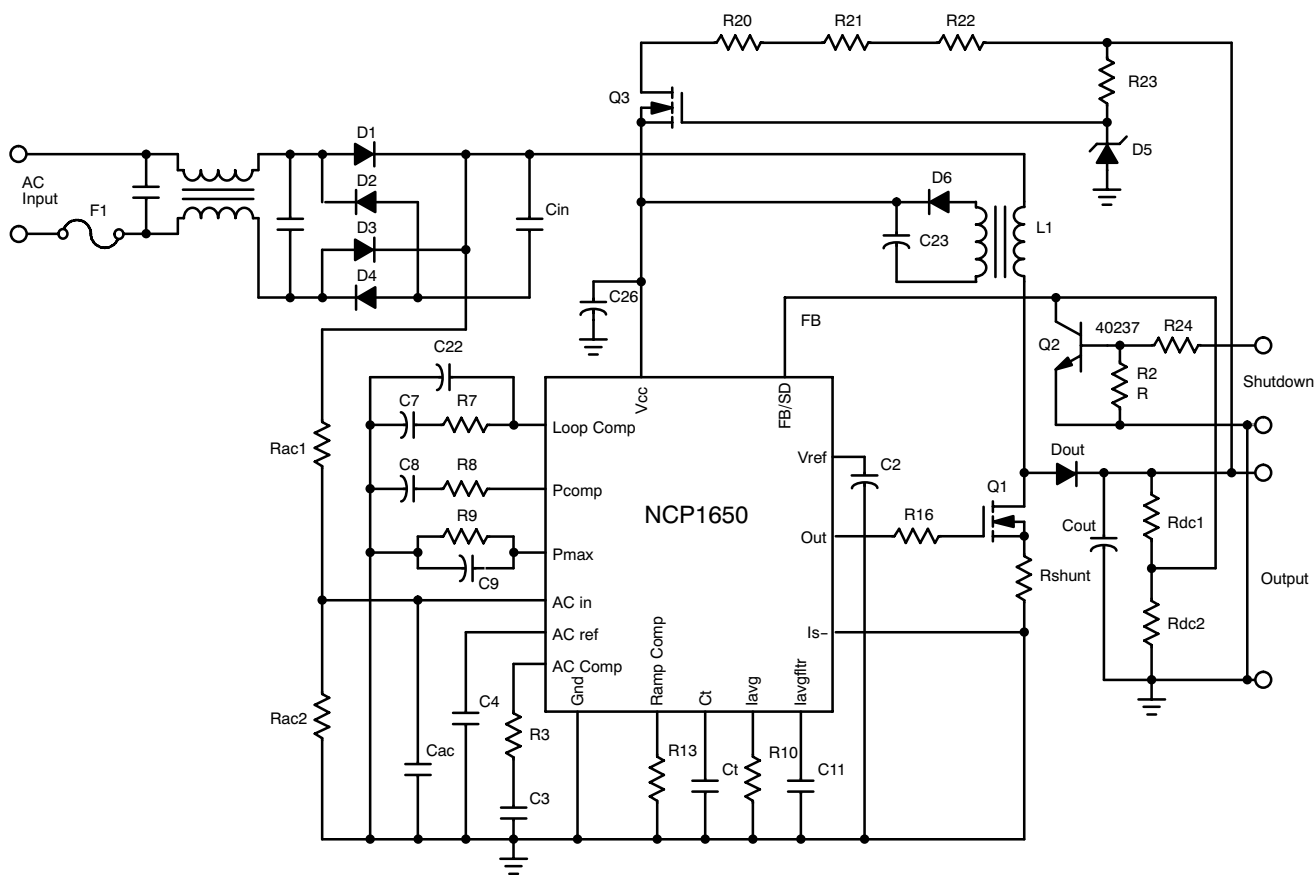 R20
R21
R22
R23
Q3
D5
AC
Input
F1
D1
D2
D3
D4
Cin
D6
C23
L1
C26
FB
40237
R24
Q2
R2
R
Shutdown
C22
C7
R7
Loop Comp
Vcc
FB/SD
Rac1
C8
R8
Pcomp
Vref
C2
Dout
R9
Pmax
C9
NCP1650
Out
R16
Q1
Cout
Rdc1
Rshunt
Output
AC in
AC ref
AC Comp
Is–
Rdc2
Gnd
Ramp Comp
Ct
Iavg
Iavgfltr
Rac2
Cac
C4
R3
C3
R13
Ct
R10
C11